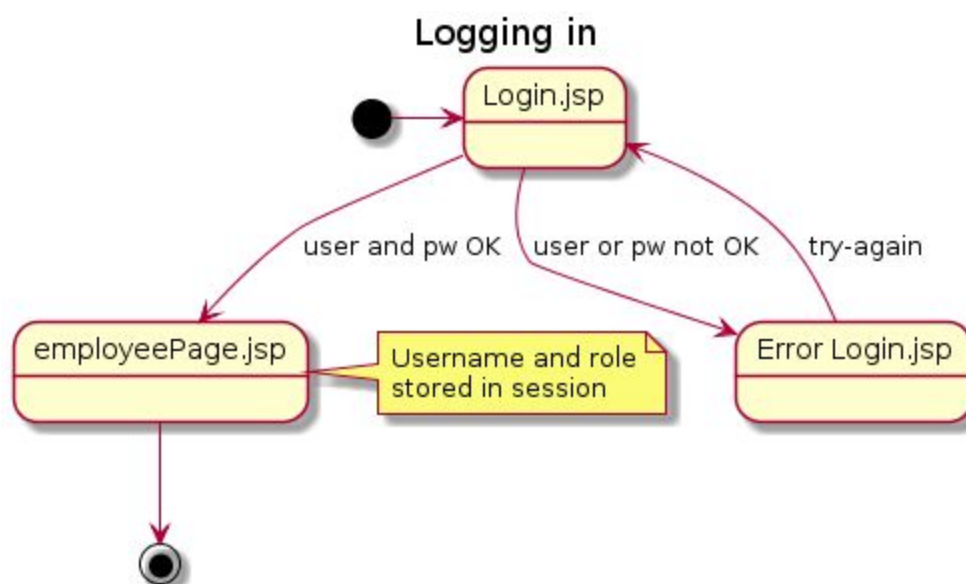 Logging in
Login.jsp
user and pw OK
user or pw not OK
try-again
employeePage.jsp
Username and role
stored in session
Error Login.jsp